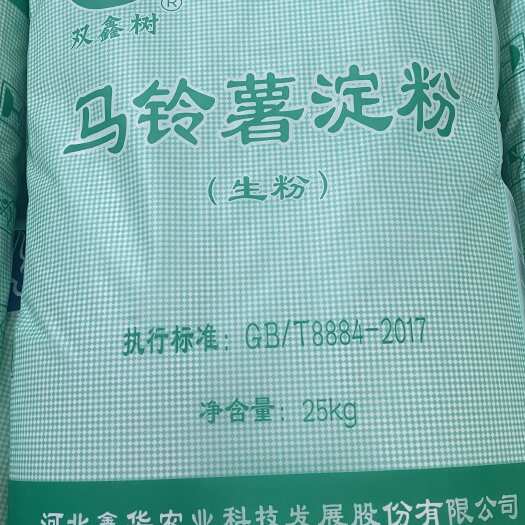 ®
双鑫树
马铃薯淀粉
(生粉)
执行标准：GB/T8884-2017
净含量：25kg
河北鑫华农业科技发展股份有限公司